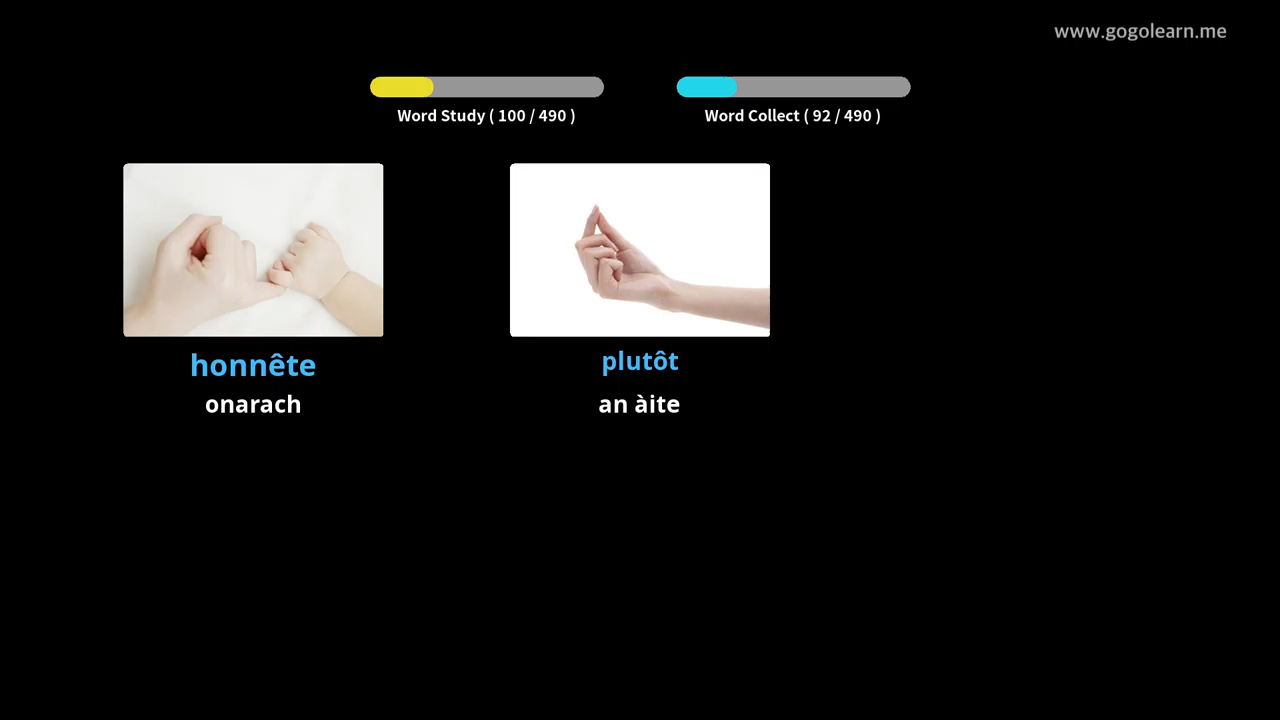 www.gogolearn.me
Word Study ( 100 / 490 )
Word Collect ( 92 / 490 )
honnête
onarach
plutôt
an àite